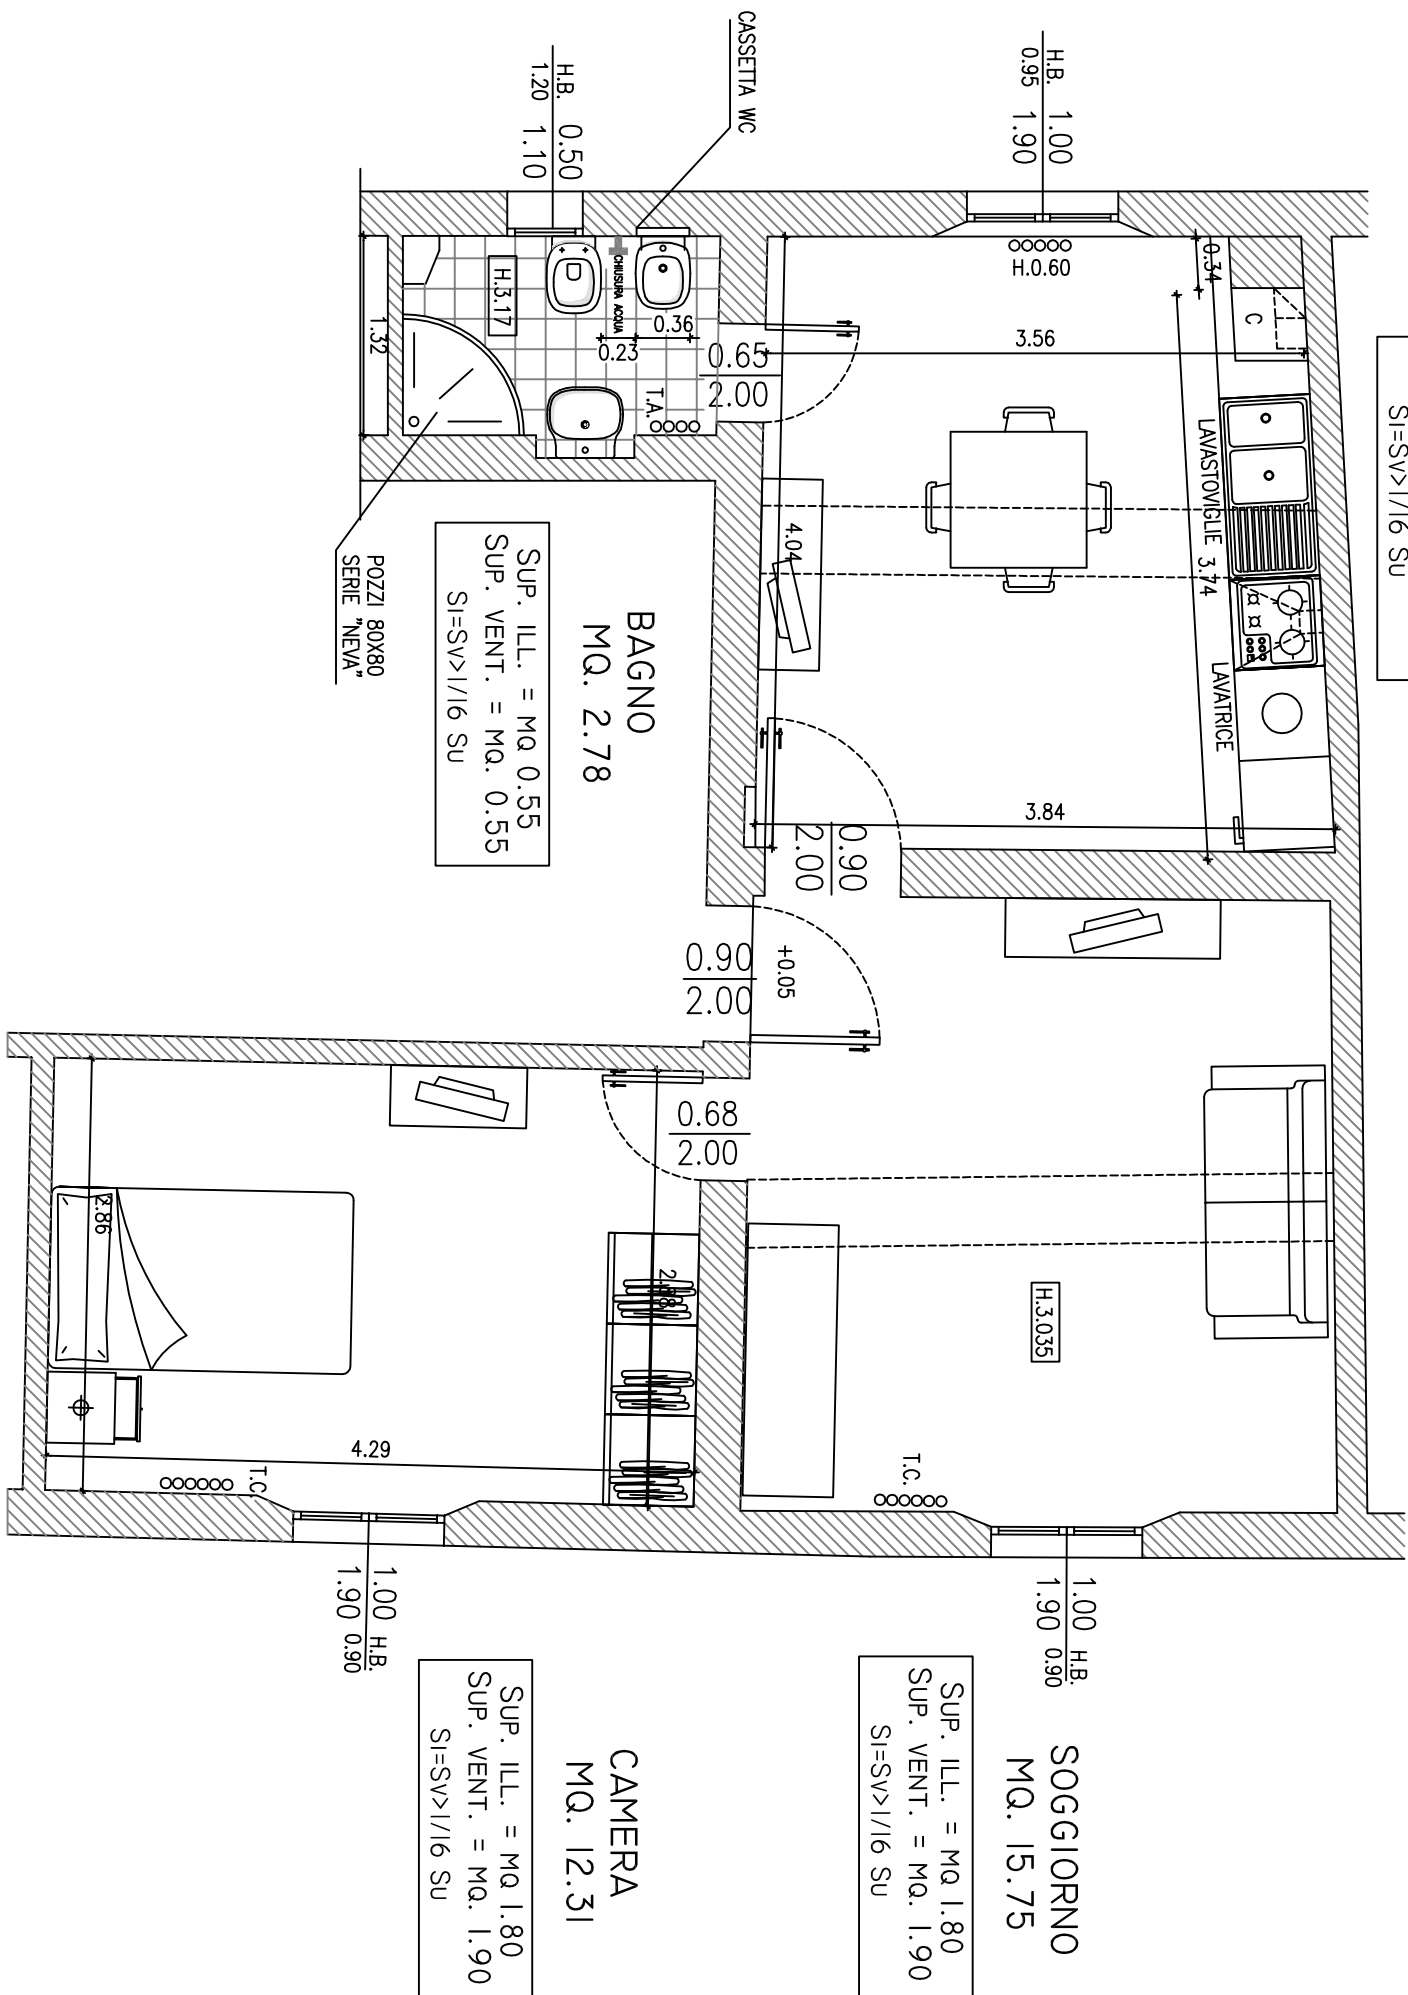 CASSETTA WC
H.B.
0.95
1.00
1.90
H.B.
1.20
0.50
1.10
SI=SV>1/16 SU
H.0.60
0.34
C
3.56
LAVASTOVIGLIE
3.74
LAVATRICE
3.84
4.04
H.3.17
CHIUSURA ACQUA
0.36
0.23
T.A.
1.32
0.65
2.00
POZZI 80X80
SERIE "NEVA"
BAGNO
MQ. 2.78
SUP. ILL. = MQ 0.55
SUP. VENT. = MQ. 0.55
SI=SV>1/16 SU
0.90
2.00
0.90
2.00
+0.05
0.68
2.00
2.86
4.29
T.C.
H.3.035
T.C.
1.00
1.90
H.B.
0.90
1.00
1.90
H.B.
0.90
SOGGIORNO
MQ. 15.75
SUP. ILL. = MQ 1.80
SUP. VENT. = MQ. 1.90
SI=SV>1/16 SU
CAMERA
MQ. 12.31
SUP. ILL. = MQ 1.80
SUP. VENT. = MQ. 1.90
SI=SV>1/16 SU